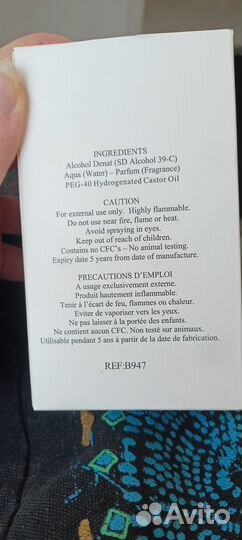 INGREDIENTS
Alcohol Denat (SD Alcohol 39-C)
Aqua (Water) – Parfum (Fragrance)
PEG-40 Hydrogenated Castor Oil
CAUTION
For external use only. Highly flammable.
Do not use near fire, flame or heat.
Avoid spraying in eyes.
Keep out of reach of children.
Contains no CFC's – No animal testing.
Expiry date 5 years from date of manufacture.
PRECAUTIONS D'EMPLOI
A usage exclusivement externe.
Produit hautement inflammable.
Tenir à l'écart de feu, flammes ou chaleur.
Eviter de vaporiser vers les yeux.
Ne pas laisser à la portée des enfants.
Ne contient aucun CFC. Non testé sur animaux.
Utilisable pendant 5 ans à partir de la date de fabrication.
REF:B947
Avito